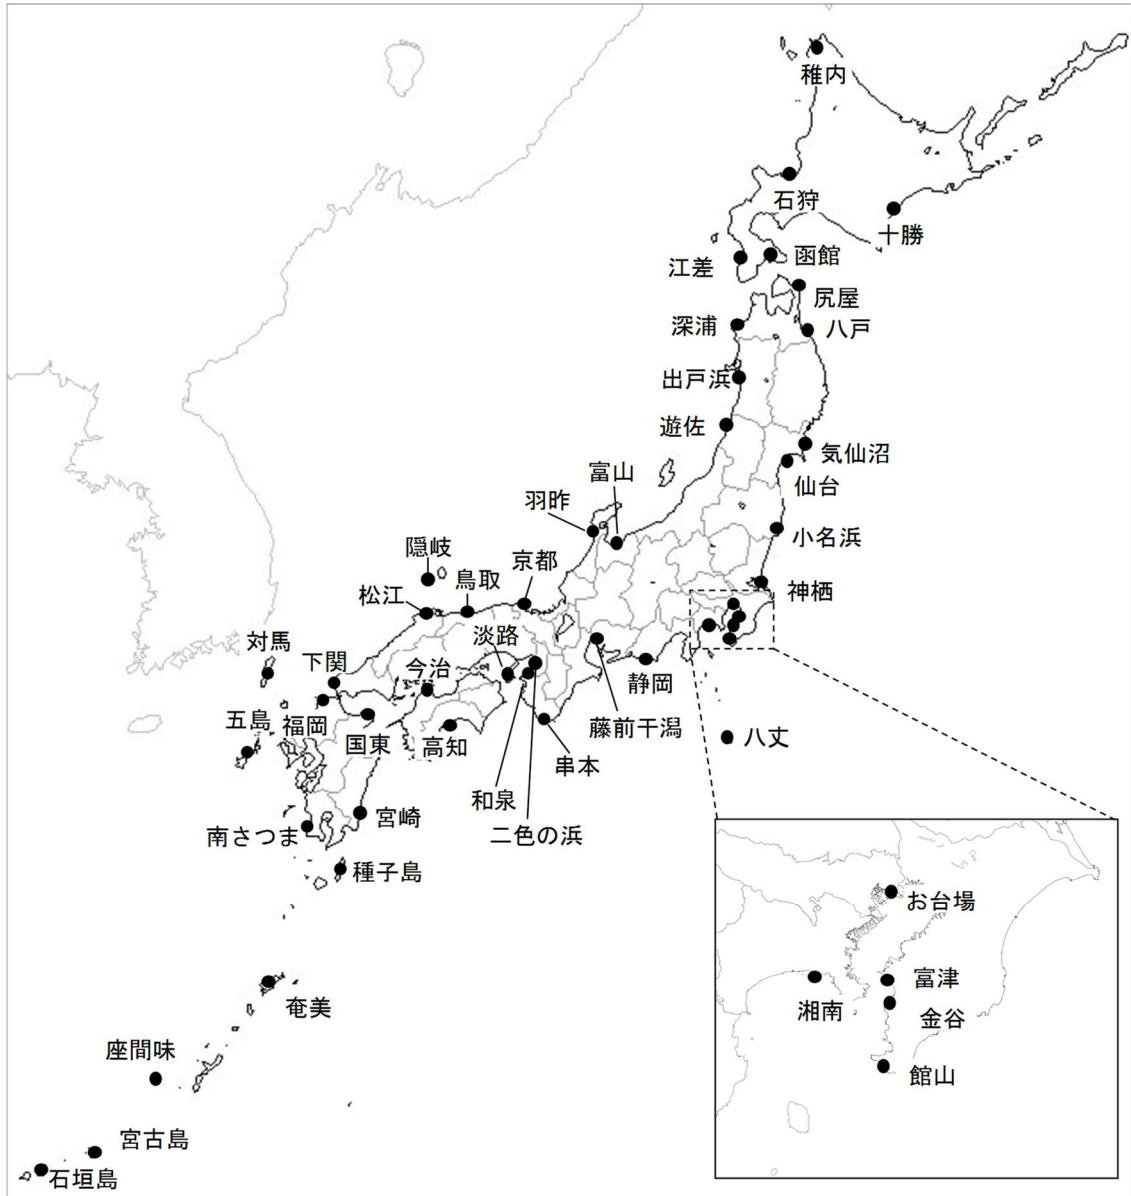 稚内
石狩
十勝
江差
函館
尻屋
深浦
八戸
出戸浜
遊佐
気仙沼
仙台
富山
羽昨
小名浜
隠岐
京都
鳥取
神栖
松江
淡路
対馬
下関
今治
静岡
五島
福岡
国東
高知
藤前干潟
八丈
串本
和泉
宮崎
二色の浜
南さつま
種子島
お台場
富津
奄美
湘南
金谷
座間味
館山
宮古島
石垣島